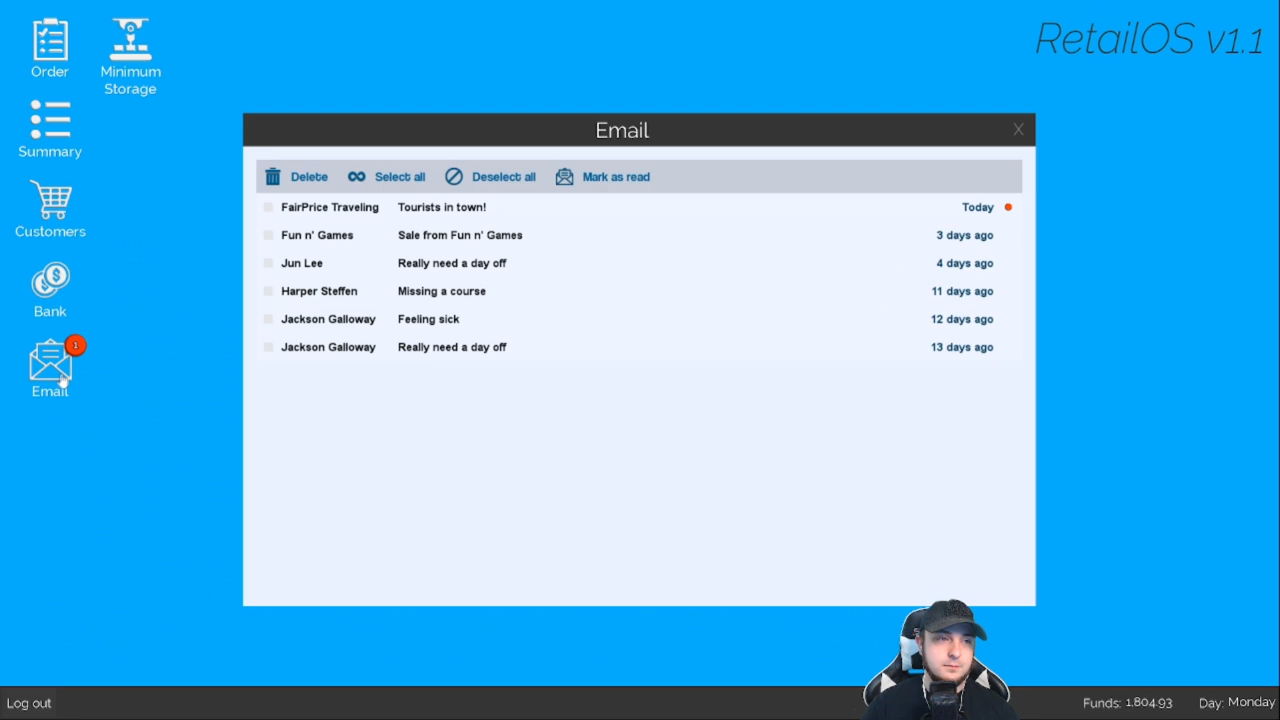 RetailOS v1.1
Order
Minimum
Storage
Summary
Customers
Bank
1
Email
Email X
Delete Select all Deselect all Mark as read
FairPrice Traveling Tourists in town! Today
Fun n' Games Sale from Fun n' Games 3 days ago
Jun Lee Really need a day off 4 days ago
Harper Steffen Missing a course 11 days ago
Jackson Galloway Feeling sick 12 days ago
Jackson Galloway Really need a day off 13 days ago
Log out
Funds: 1,804.93 Day: Monday